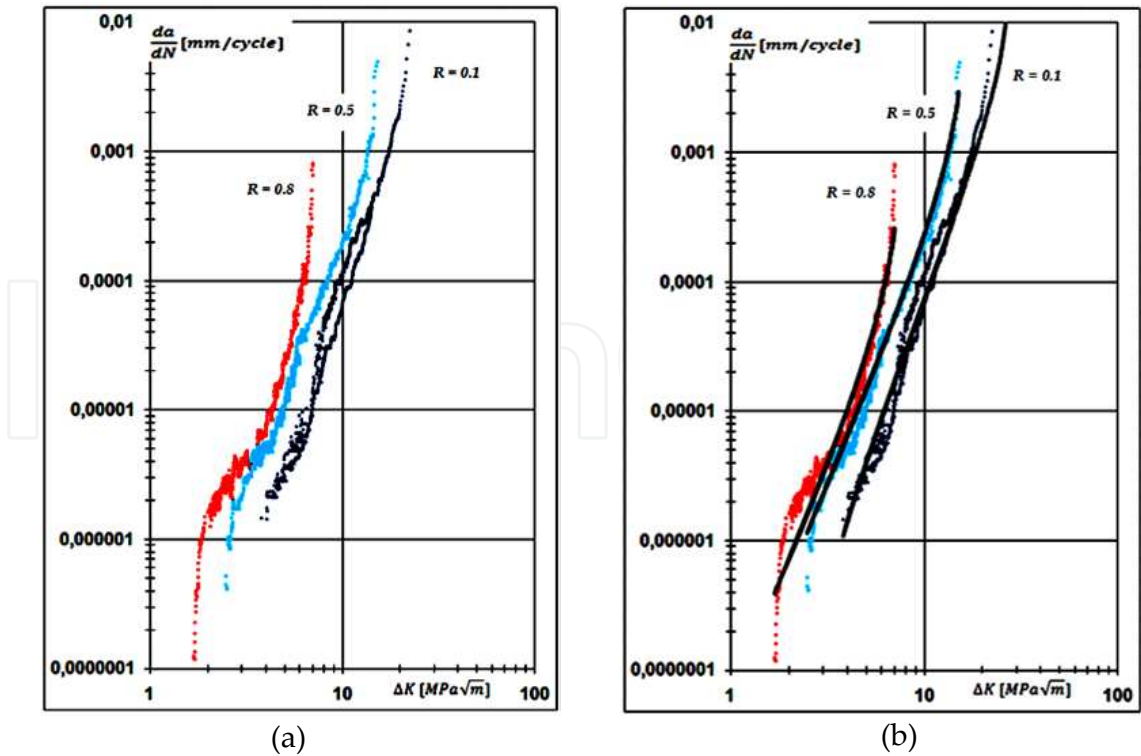 0,01
da/dN [mm/cycle]
R = 0.1
R = 0.5
0,001
R = 0.8
0,0001
0,00001
0,000001
0,0000001
1
10
ΔK [MPa√m]
100
(a)
0,01
da/dN [mm/cycle]
R = 0.1
R = 0.5
0,001
R = 0.8
0,0001
0,00001
0,000001
0,0000001
1
10
ΔK [MPa√m]
100
(b)